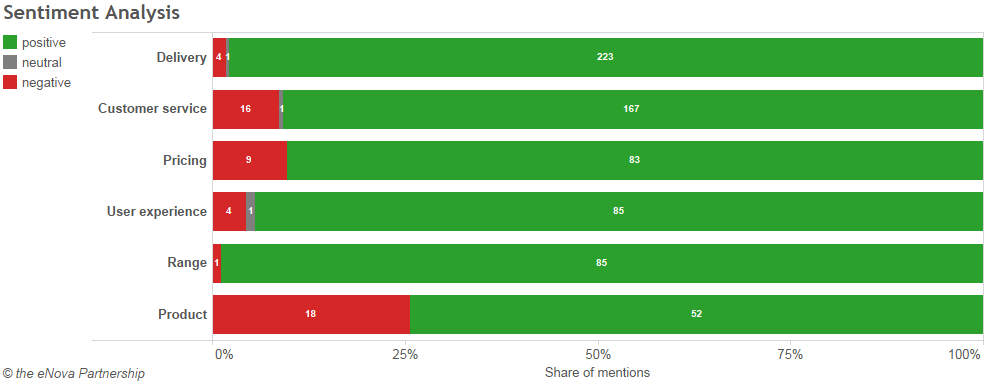 Sentiment Analysis
positive
neutral
negative
Delivery 4 1 223
Customer service 16 1 167
Pricing 9 83
User experience 4 1 85
Range 1 85
Product 18 52
0% 25% 50% 75% 100%
Share of mentions
© the eNova Partnership